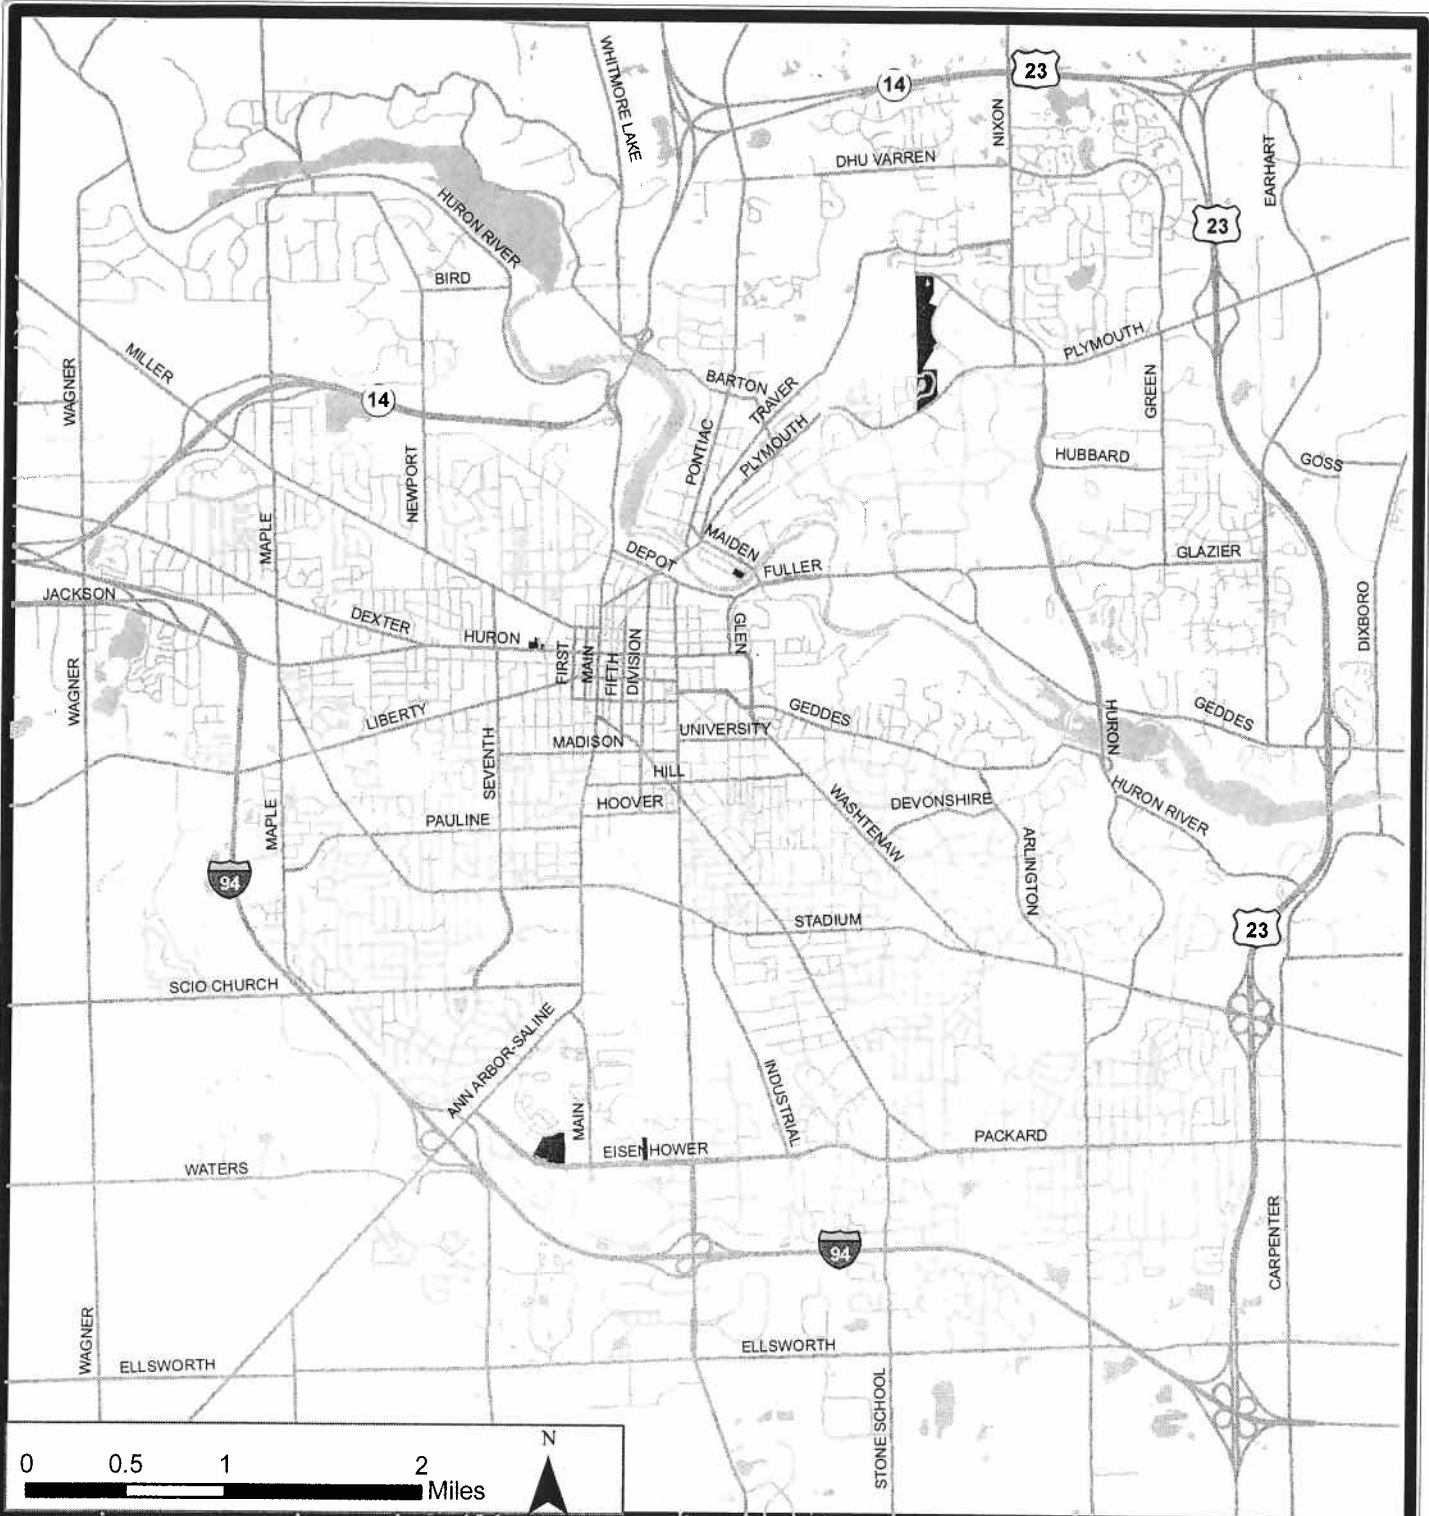 WHITMORE LAKE
14
23
NIXON
DHU VARREN
EARHART
23
HURON RIVER
BIRD
PLYMOUTH
MILLER
WAGNER
14
BARTON
TRAVER
GREEN
PLYMOUTH
PONTIAC
NEWPORT
HUBBARD
GOSS
MAPLE
MAIDEN
DEPOT
FULLER
GLAZIER
JACKSON
DEXTER
HURON
FIRST
MAIN
FIFTH
DIVISION
GLEN
DIXBORO
WAGNER
LIBERTY
GEDDES
GEDDES
HURON
UNIVERSITY
MADISON
SEVENTH
HILL
HOOVER
WASHTENAW
DEVONSHIRE
HURON RIVER
MAPLE
PAULINE
ARLINGTON
94
STADIUM
23
SCIO CHURCH
ANN ARBOR-SALINE
MAIN
INDUSTRIAL
PACKARD
EISENHOWER
WATERS
CARPENTER
94
WAGNER
ELLSWORTH
ELLSWORTH
STONE SCHOOL
N
0 0.5 1 2
Miles